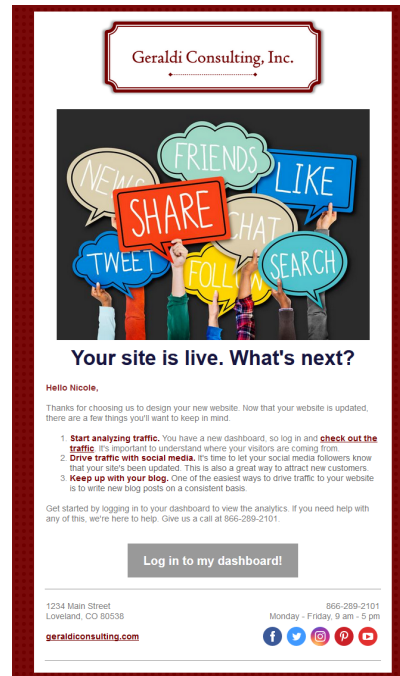 Geraldi Consulting, Inc.
FRIENDS
NEWS
LIKE
SHARE
CHAT
TWEET
FOLLOW
SEARCH
Your site is live. What's next?
Hello Nicole,
Thanks for choosing us to design your new website. Now that your website is updated,
there are a few things you'll want to keep in mind.
1. Start analyzing traffic. You have a new dashboard, so log in and check out the
traffic. It's important to understand where your visitors are coming from.
2. Drive traffic with social media. It's time to let your social media followers know
that your site's been updated. This is also a great way to attract new customers.
3. Keep up with your blog. One of the easiest ways to drive traffic to your website
is to write new blog posts on a consistent basis.
Get started by logging in to your dashboard to view the analytics. If you need help with
any of this, we're here to help. Give us a call at 866-289-2101.
Log in to my dashboard!
1234 Main Street
Loveland, CO 80538
geraldiconsulting.com
866-289-2101
Monday - Friday, 9 am - 5 pm